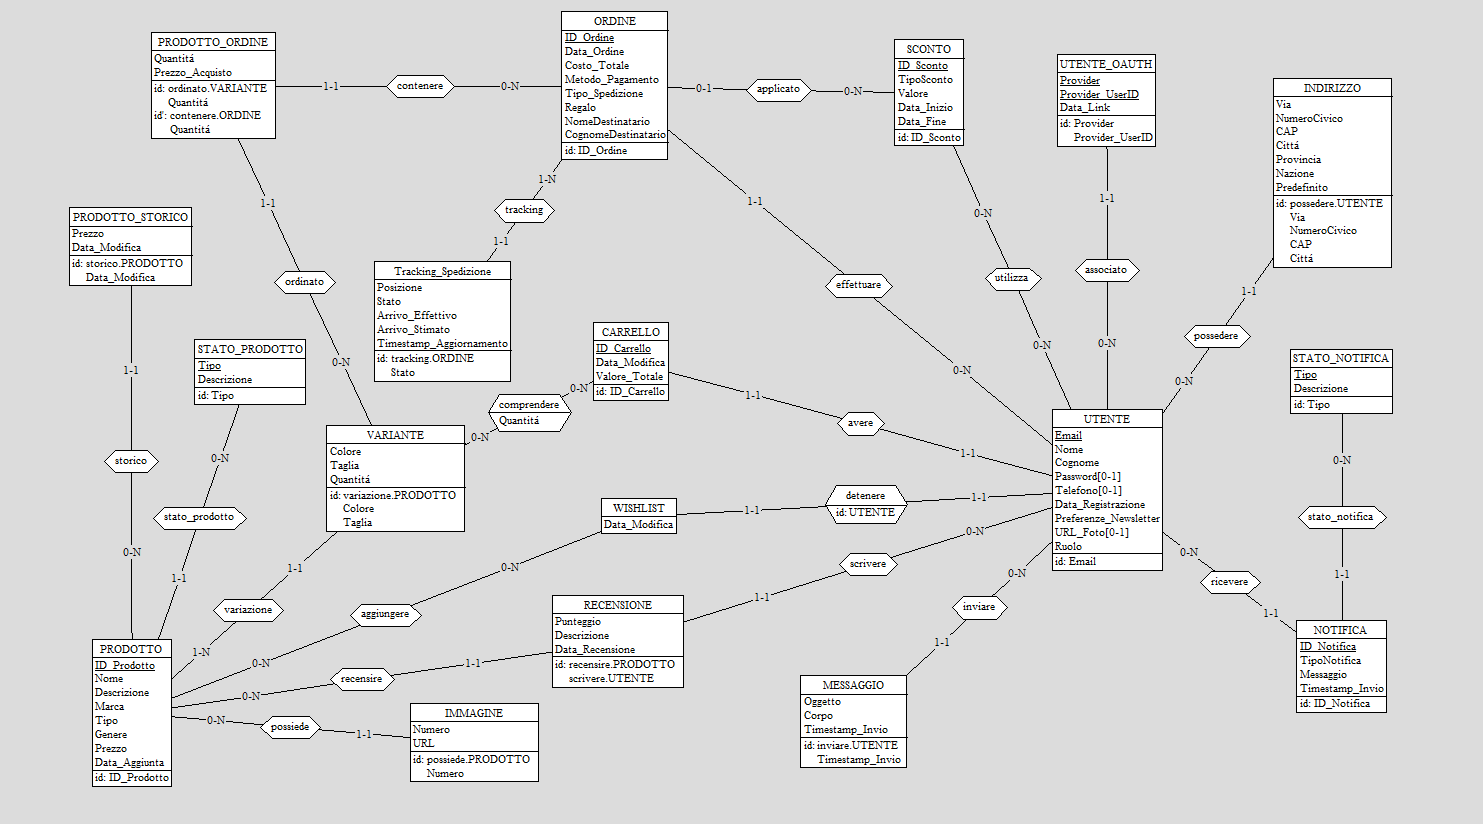 ORDINE
ID_Ordine
Data_Ordine
Costo_Totale
Metodo_Pagamento
Tipo_Spedizione
Regalo
NomeDestinatario
CognomeDestinatario
id: ID_Ordine
PRODOTTO_ORDINE
Quantitá
Prezzo_Acquisto
id: ordinato.VARIANTE
Quantitá
id': contenere.ORDINE
Quantitá
1-1
contenere
0-N
0-1
applicato
0-N
SCONTO
ID_Sconto
TipoSconto
Valore
Data_Inizio
Data_Fine
id: ID_Sconto
UTENTE_OAUTH
Provider
Provider_UserID
Data_Link
id: Provider
Provider_UserID
INDIRIZZO
Via
NumeroCivico
CAP
Cittá
Provincia
Nazione
Predefinito
id: possedere.UTENTE
Via
NumeroCivico
CAP
Cittá
1-N
tracking
1-1
1-1
ordinato
0-N
1-1
effettuare
0-N
0-N
utilizza
0-N
1-1
associato
0-N
1-1
possedere
0-N
PRODOTTO_STORICO
Prezzo
Data_Modifica
id: storico.PRODOTTO
Data_Modifica
Tracking_Spedizione
Posizione
Stato
Arrivo_Effettivo
Arrivo_Stimato
Timestamp_Aggiornamento
id: tracking.ORDINE
Stato
CARRELLO
ID_Carrello
Data_Modifica
Valore_Totale
id: ID_Carrello
STATO_PRODOTTO
Tipo
Descrizione
id: Tipo
STATO_NOTIFICA
Tipo
Descrizione
id: Tipo
1-1
storico
0-N
0-N
stato_prodotto
1-1
0-N
comprendere
Quantitá
0-N
1-1
avere
1-1
VARIANTE
Colore
Taglia
Quantitá
id: variazione.PRODOTTO
Colore
Taglia
UTENTE
Email
Nome
Cognome
Password[0-1]
Telefono[0-1]
Data_Registrazione
Preferenze_Newsletter
URL_Foto[0-1]
Ruolo
id: Email
0-N
stato_notifica
1-1
WISHLIST
Data_Modifica
1-1
detenere
id: UTENTE
1-1
0-N
scrivere
1-1
1-1
variazione
1-N
0-N
aggiungere
0-N
0-N
inviare
1-1
0-N
ricevere
1-1
RECENSIONE
Punteggio
Descrizione
Data_Recensione
id: recensire.PRODOTTO
scrivere.UTENTE
1-1
recensire
0-N
PRODOTTO
ID_Prodotto
Nome
Descrizione
Marca
Tipo
Genere
Prezzo
Data_Aggiunta
id: ID_Prodotto
0-N
possiede
1-1
IMMAGINE
Numero
URL
id: possiede.PRODOTTO
Numero
MESSAGGIO
Oggetto
Corpo
Timestamp_Invio
id: inviare.UTENTE
Timestamp_Invio
NOTIFICA
ID_Notifica
TipoNotifica
Messaggio
Timestamp_Invio
id: ID_Notifica